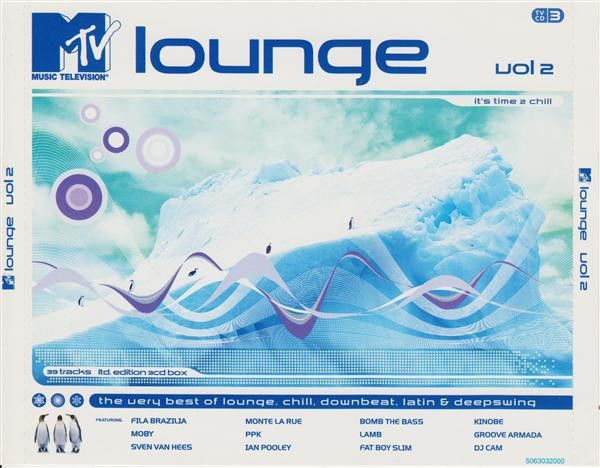 MTV
MUSIC TELEVISION®
lounge
vol 2
TV
CD
3
it's time 2 chill
lounge vol 2
lounge vol 2
39 tracks ltd. edition 3cd box
the very best of lounge, chill, downbeat, latin & deepswing
FEATURING:
FILA BRAZILIA
MONTE LA RUE
BOMB THE BASS
KINOBE
MOBY
PPK
LAMB
GROOVE ARMADA
SVEN VAN HEES
IAN POOLEY
FAT BOY SLIM
DJ CAM
5063032000